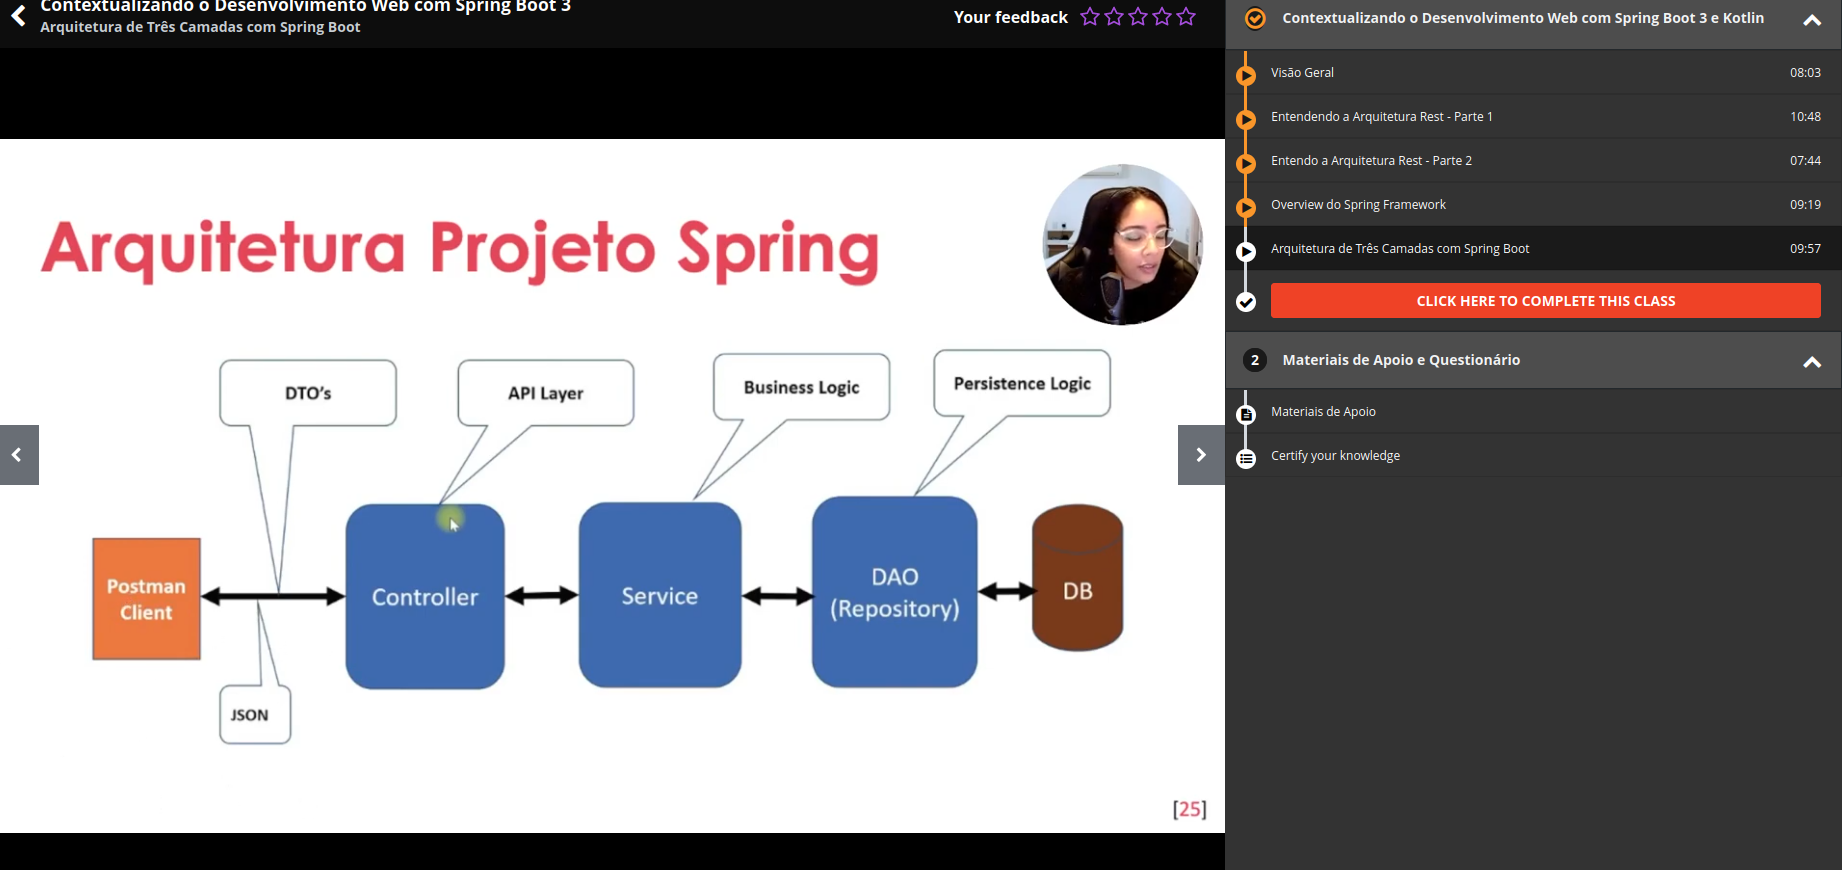 Contextualizando o Desenvolvimento Web com Spring Boot 3
Arquitetura de Três Camadas com Spring Boot
Your feedback
Arquitetura Projeto Spring
DTO's
API Layer
Business Logic
Persistence Logic
Postman
Client
Controller
Service
DAO
(Repository)
DB
JSON
[25]
Contextualizando o Desenvolvimento Web com Spring Boot 3 e Kotlin
Visão Geral 08:03
Entendendo a Arquitetura Rest - Parte 1 10:48
Entendo a Arquitetura Rest - Parte 2 07:44
Overview do Spring Framework 09:19
Arquitetura de Três Camadas com Spring Boot 09:57
CLICK HERE TO COMPLETE THIS CLASS
2 Materiais de Apoio e Questionário
Materiais de Apoio
Certify your knowledge